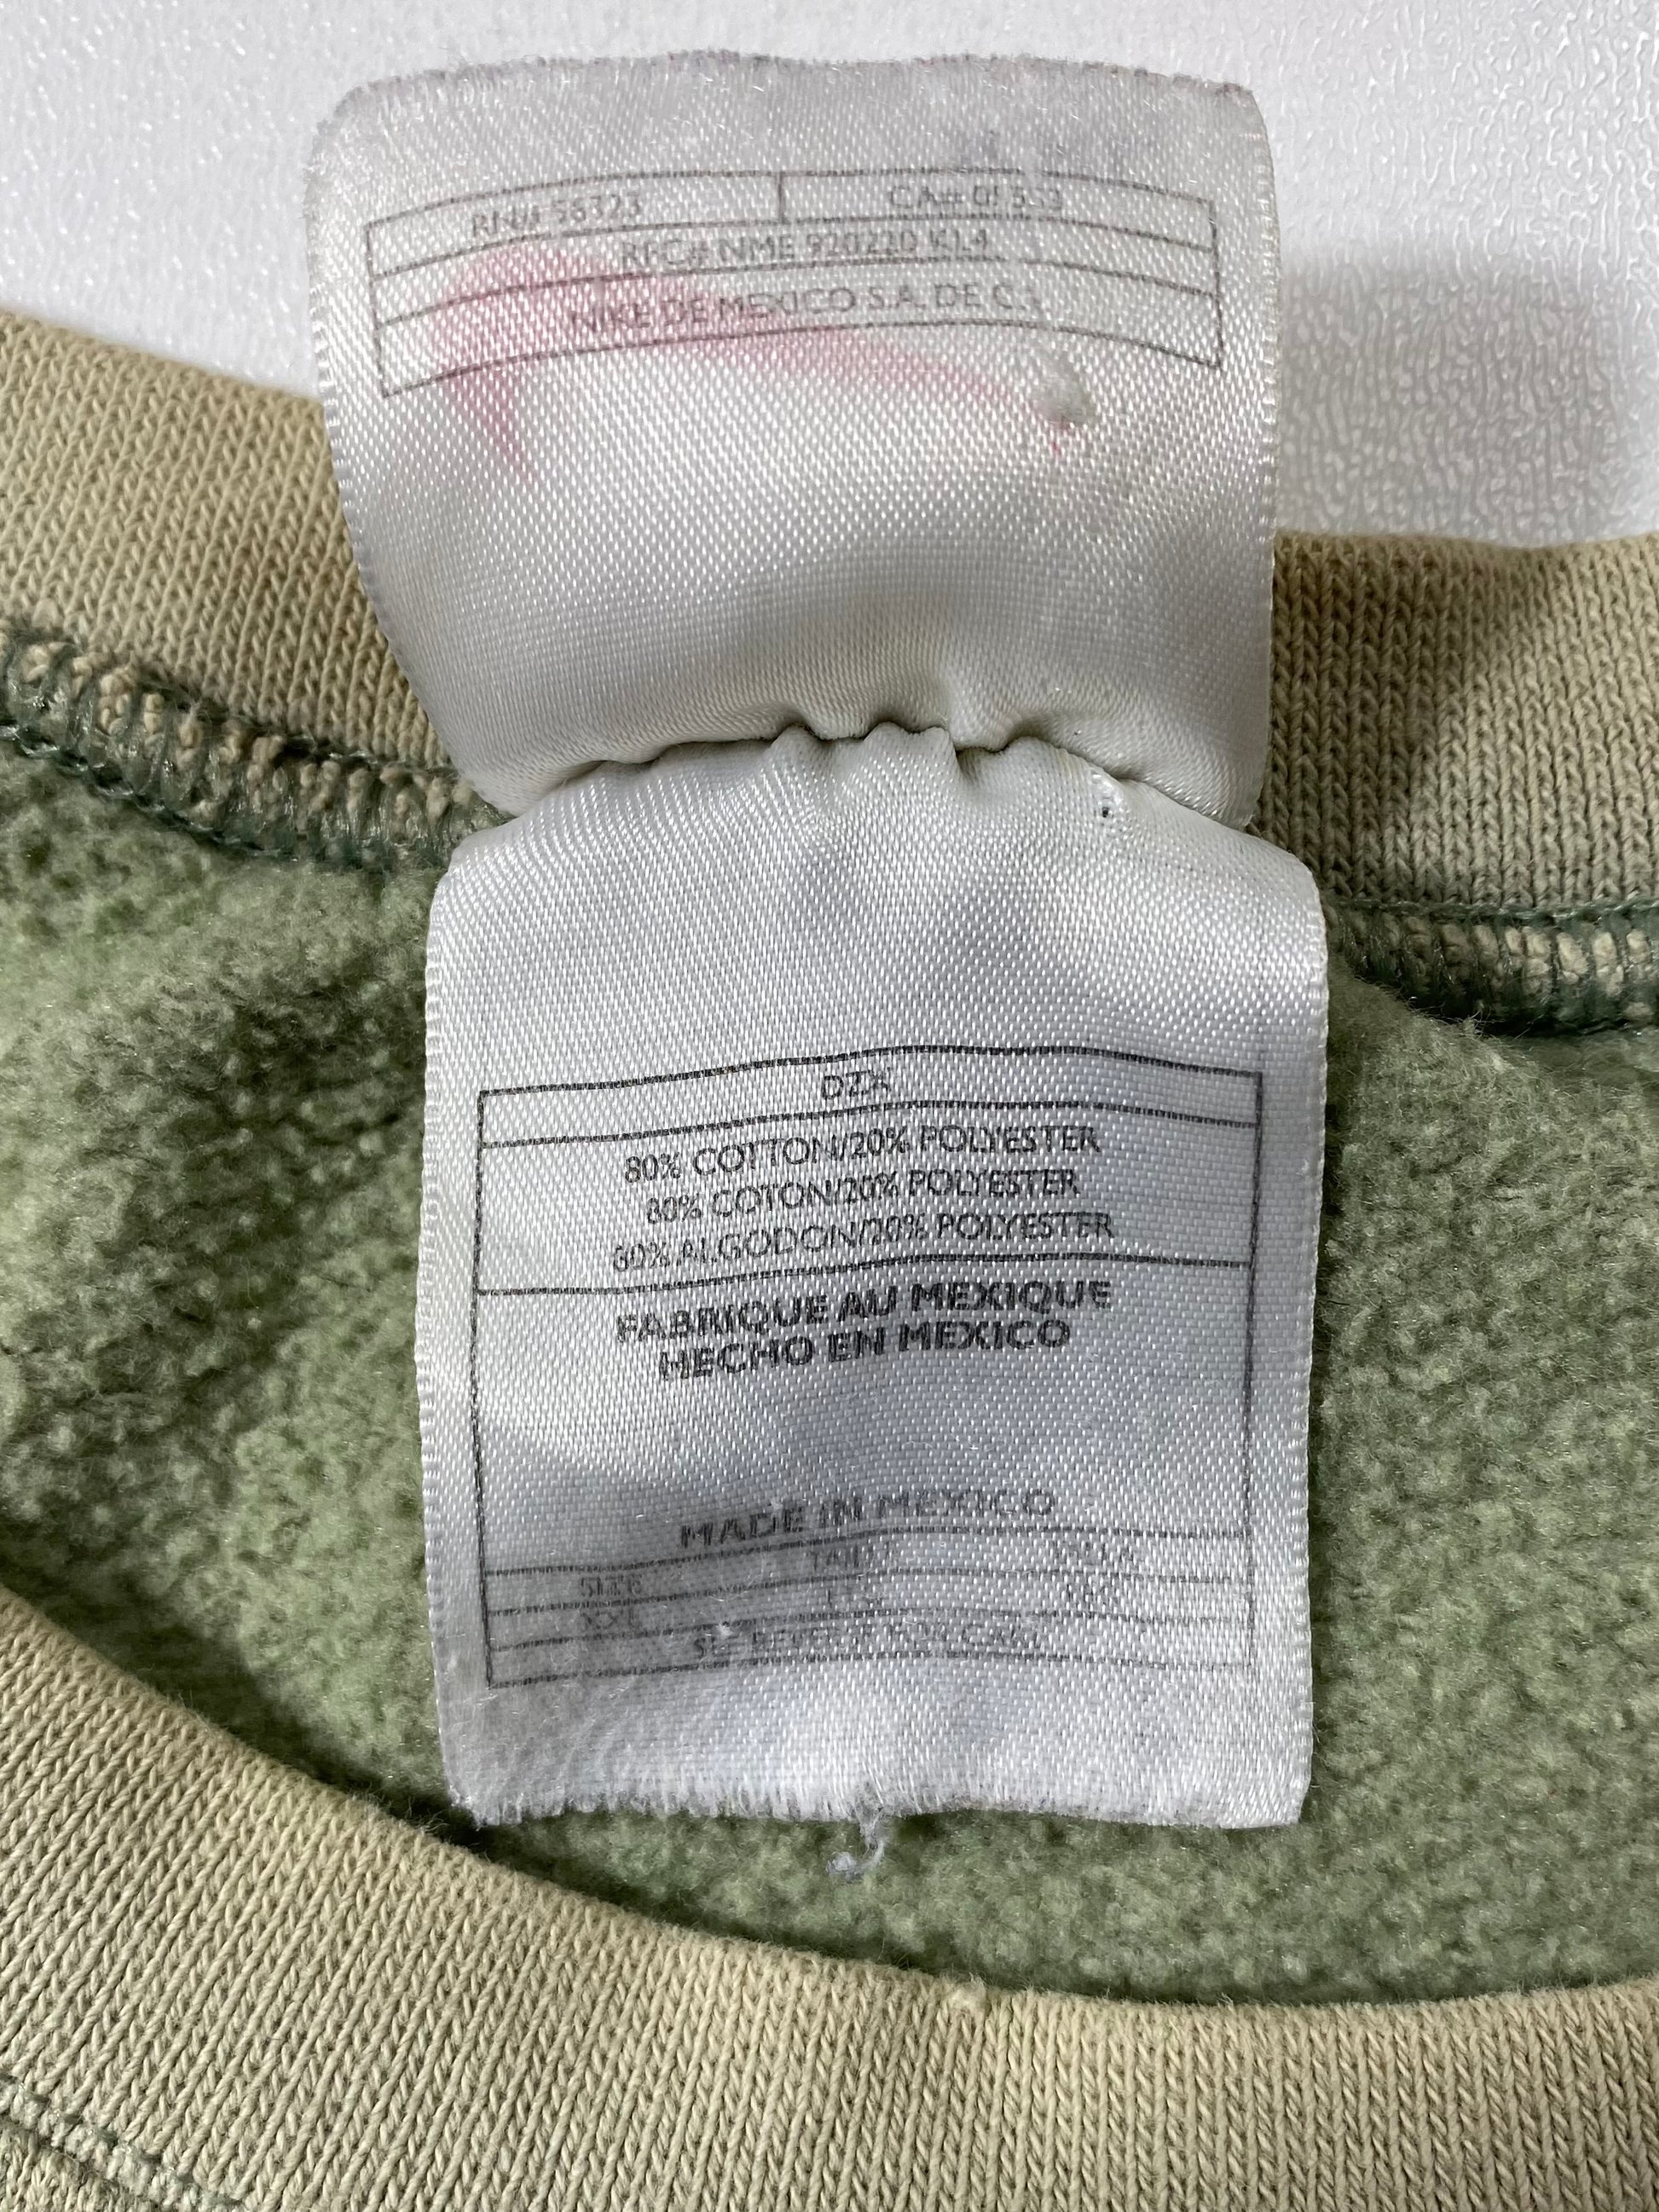 RN# 56323 CA# 05553
RFC# NME 920220 KL4
NIKE DE MEXICO S.A. DE C.
80% COTTON/20% POLYESTER
80% COTON/20% POLYESTER
80% ALGODON/20% POLYESTER
FABRIQUE AU MEXIQUE
HECHO EN MEXICO
MADE IN MEXICO
SIZE
XXL